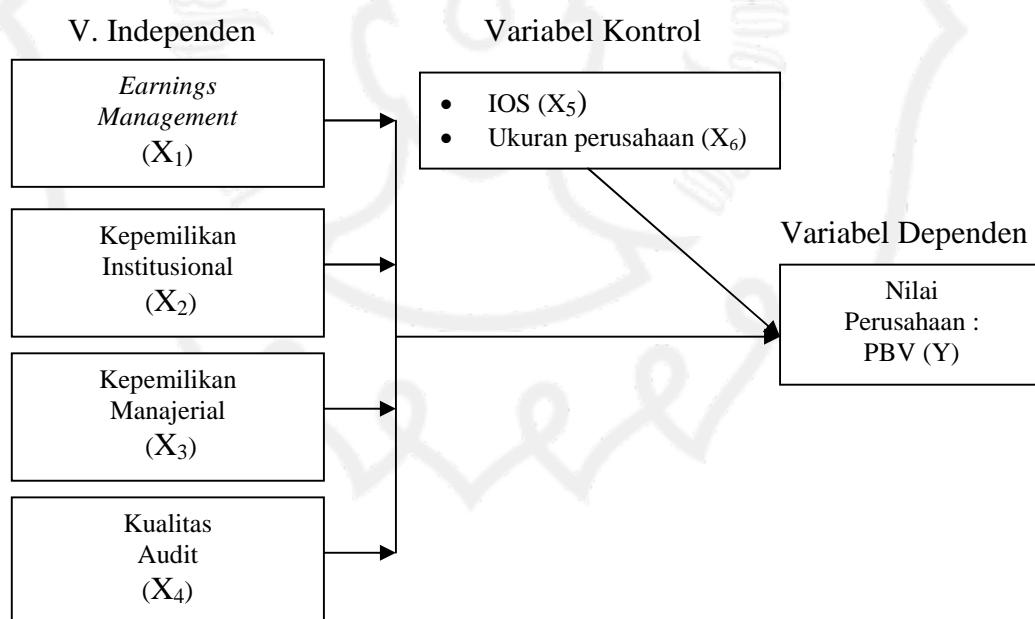 V. Independen
Earnings
Management
(X₁)
Kepemilikan
Institusional
(X₂)
Kepemilikan
Manajerial
(X₃)
Kualitas
Audit
(X₄)
Variabel Kontrol
• IOS (X₅)
• Ukuran perusahaan (X₆)
Variabel Dependen
Nilai
Perusahaan :
PBV (Y)